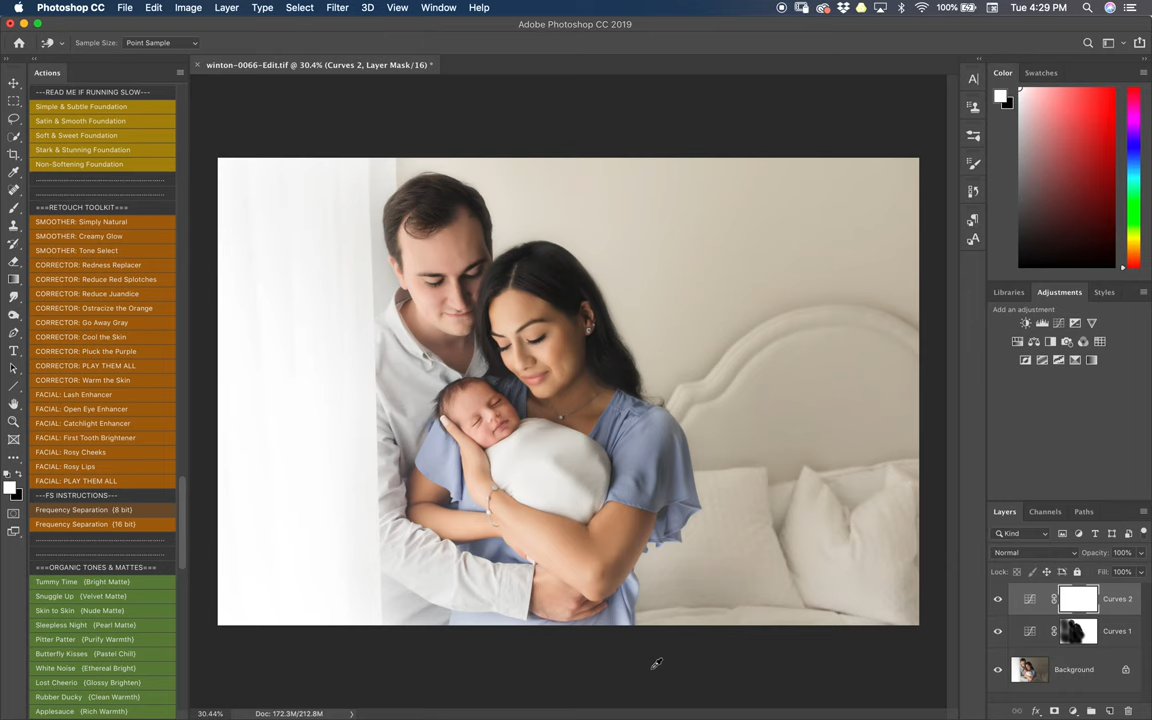 Photoshop CC File Edit Image Layer Type Select Filter 3D View Window Help 100% Tue 4:29 PM
Adobe Photoshop CC 2019
Sample Size: Point Sample
Actions
winton-0066-Edit.tif @ 30.4% (Curves 2, Layer Mask/16) *
Color Swatches
---READ ME IF RUNNING SLOW---
Simple & Subtle Foundation
Satin & Smooth Foundation
Soft & Sweet Foundation
Stark & Stunning Foundation
Non-Softening Foundation
===RETOUCH TOOLKIT===
SMOOTHER: Simply Natural
SMOOTHER: Creamy Glow
SMOOTHER: Tone Select
CORRECTOR: Redness Replacer
CORRECTOR: Reduce Red Splotches
CORRECTOR: Reduce Juandice
CORRECTOR: Ostracize the Orange
CORRECTOR: Go Away Gray
CORRECTOR: Cool the Skin
CORRECTOR: Pluck the Purple
CORRECTOR: PLAY THEM ALL
CORRECTOR: Warm the Skin
FACIAL: Lash Enhancer
FACIAL: Open Eye Enhancer
FACIAL: Catchlight Enhancer
FACIAL: First Tooth Brightener
FACIAL: Rosy Cheeks
FACIAL: Rosy Lips
FACIAL: PLAY THEM ALL
---FS INSTRUCTIONS---
Frequency Separation {8 bit}
Frequency Separation {16 bit}
===ORGANIC TONES & MATTES===
Tummy Time {Bright Matte}
Snuggle Up {Velvet Matte}
Skin to Skin {Nude Matte}
Sleepless Night {Pearl Matte}
Pitter Patter {Purify Warmth}
Butterfly Kisses {Pastel Chill}
White Noise {Ethereal Bright}
Lost Cheerio {Glossy Brighten}
Rubber Ducky {Clean Warmth}
Applesauce {Rich Warmth}
Libraries Adjustments Styles
Add an adjustment
Layers Channels Paths
Kind
Normal Opacity: 100%
Lock: Fill: 100%
Curves 2
Curves 1
Background
30.44% Doc: 172.3M/212.8M